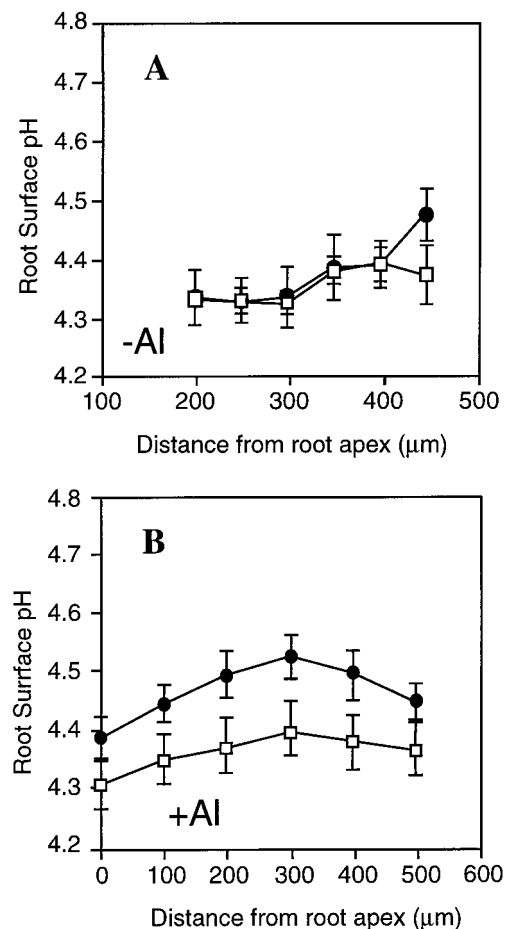 A
4.8
4.7
4.6
4.5
4.4
4.3
4.2
Root Surface pH
-Al
100 200 300 400 500
Distance from root apex (μm)
B
4.8
4.7
4.6
4.5
4.4
4.3
4.2
Root Surrface pH
+Al
0 100 200 300 400 500 600
Distance from root apex (μm)